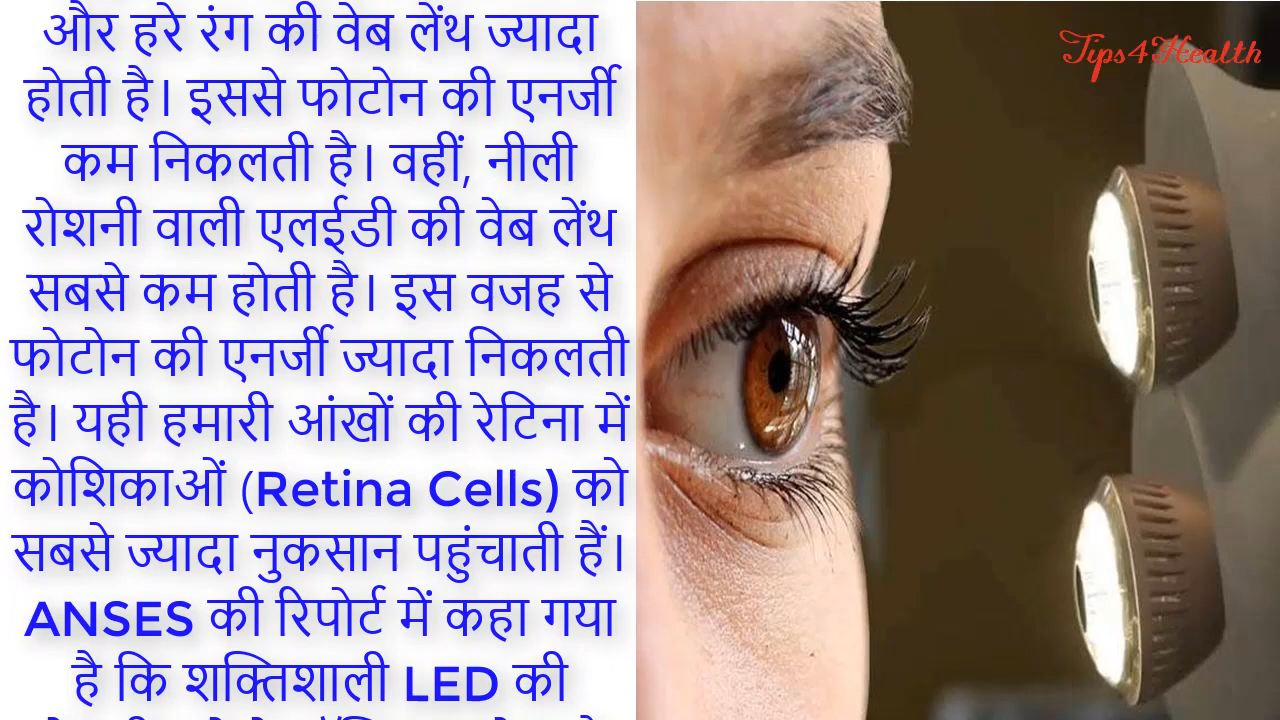 और हरे रंग की वेब लेंथ ज्यादा
होती है। इससे फोटोन की एनर्जी
कम निकलती है। वहीं, नीली
रोशनी वाली एलईडी की वेब लेंथ
सबसे कम होती है। इस वजह से
फोटोन की एनर्जी ज्यादा निकलती
है। यही हमारी आंखों की रेटिना में
कोशिकाओं (Retina Cells) को
सबसे ज्यादा नुकसान पहुंचाती हैं।
ANSES की रिपोर्ट में कहा गया
है कि शक्तिशाली LED की
Tips4Health